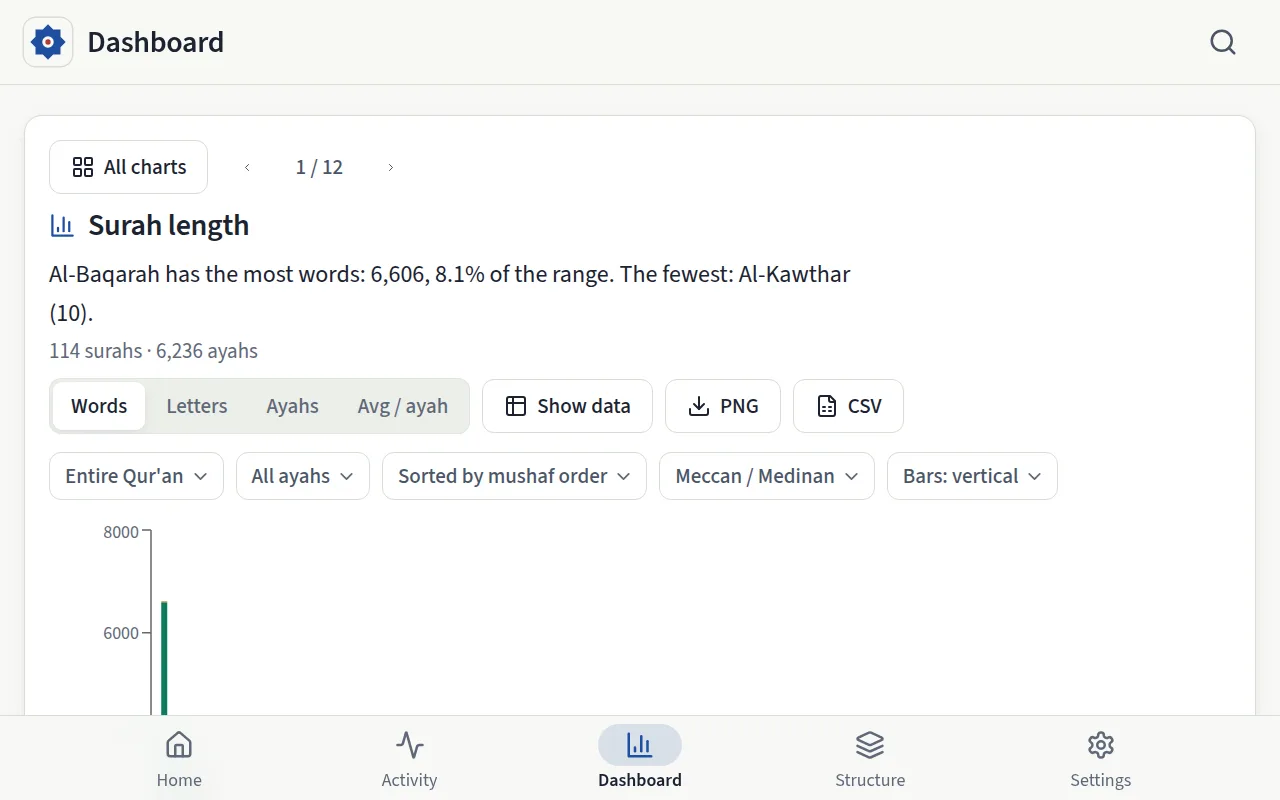 Dashboard
All charts
1 / 12
Surah length
Al-Baqarah has the most words: 6,606, 8.1% of the range. The fewest: Al-Kawthar
(10).
114 surahs · 6,236 ayahs
Words Letters Ayahs Avg / ayah Show data PNG CSV
Entire Qur'an All ayahs Sorted by mushaf order Meccan / Medinan Bars: vertical
8000
6000
Home Activity Dashboard Structure Settings